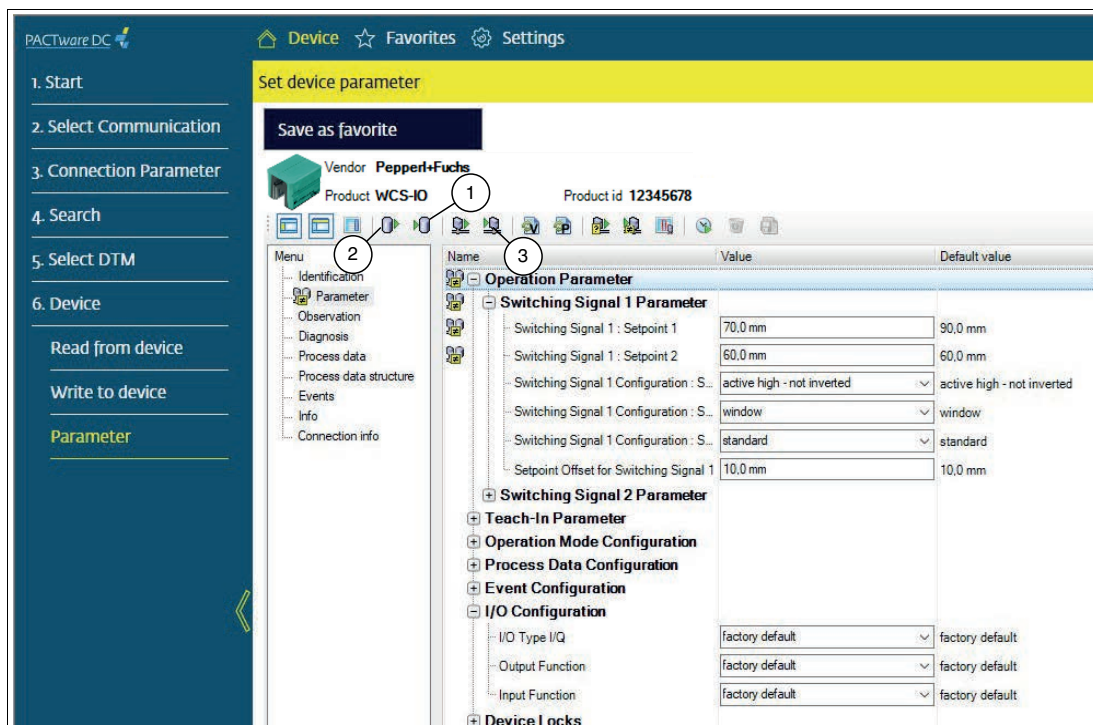 PACTware DC
Device Favorites Settings
1. Start
2. Select Communication
3. Connection Parameter
4. Search
5. Select DTM
6. Device
Read from device
Write to device
Parameter
Set device parameter
Save as favorite
Vendor Pepperl+Fuchs
Product WCS-IO Product id 12345678
1
2
3
V P
Menu
Identification
Parameter
Observation
Diagnosis
Process data
Process data structure
Events
Info
Connection info
Name Value Default value
Operation Parameter
Switching Signal 1 Parameter
Switching Signal 1 : Setpoint 1 70,0 mm 90,0 mm
Switching Signal 1 : Setpoint 2 60,0 mm 60,0 mm
Switching Signal 1 Configuration : S... active high - not inverted active high - not inverted
Switching Signal 1 Configuration : S... window window
Switching Signal 1 Configuration : S... standard standard
Setpoint Offset for Switching Signal 1 10,0 mm 10,0 mm
Switching Signal 2 Parameter
Teach-In Parameter
Operation Mode Configuration
Process Data Configuration
Event Configuration
I/O Configuration
I/O Type I/Q factory default factory default
Output Function factory default factory default
Input Function factory default factory default
Device Locks